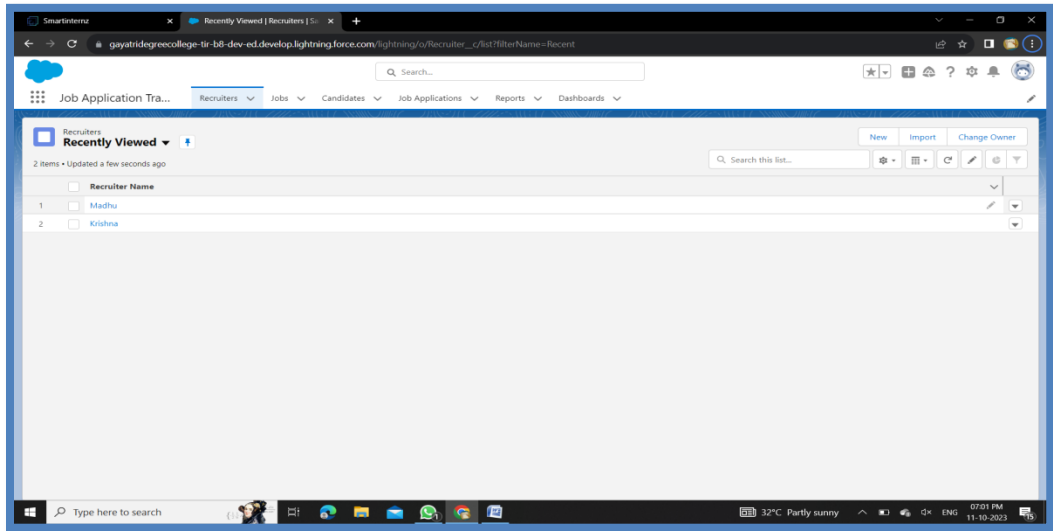 Smartinternz
Recently Viewed | Recruiters | Sa
gayatridegreecollege-tir-b8-dev-ed.develop.lightning.force.com/lightning/o/Recruiter__c/list?filterName=Recent
Search...
Job Application Tra...
Recruiters
Jobs
Candidates
Job Applications
Reports
Dashboards
Recruiters
Recently Viewed
New
Import
Change Owner
2 items • Updated a few seconds ago
Search this list...
Recruiter Name
1 Madhu
2 Krishna
Type here to search
32°C Partly sunny
ENG
07:01 PM
11-10-2023
15